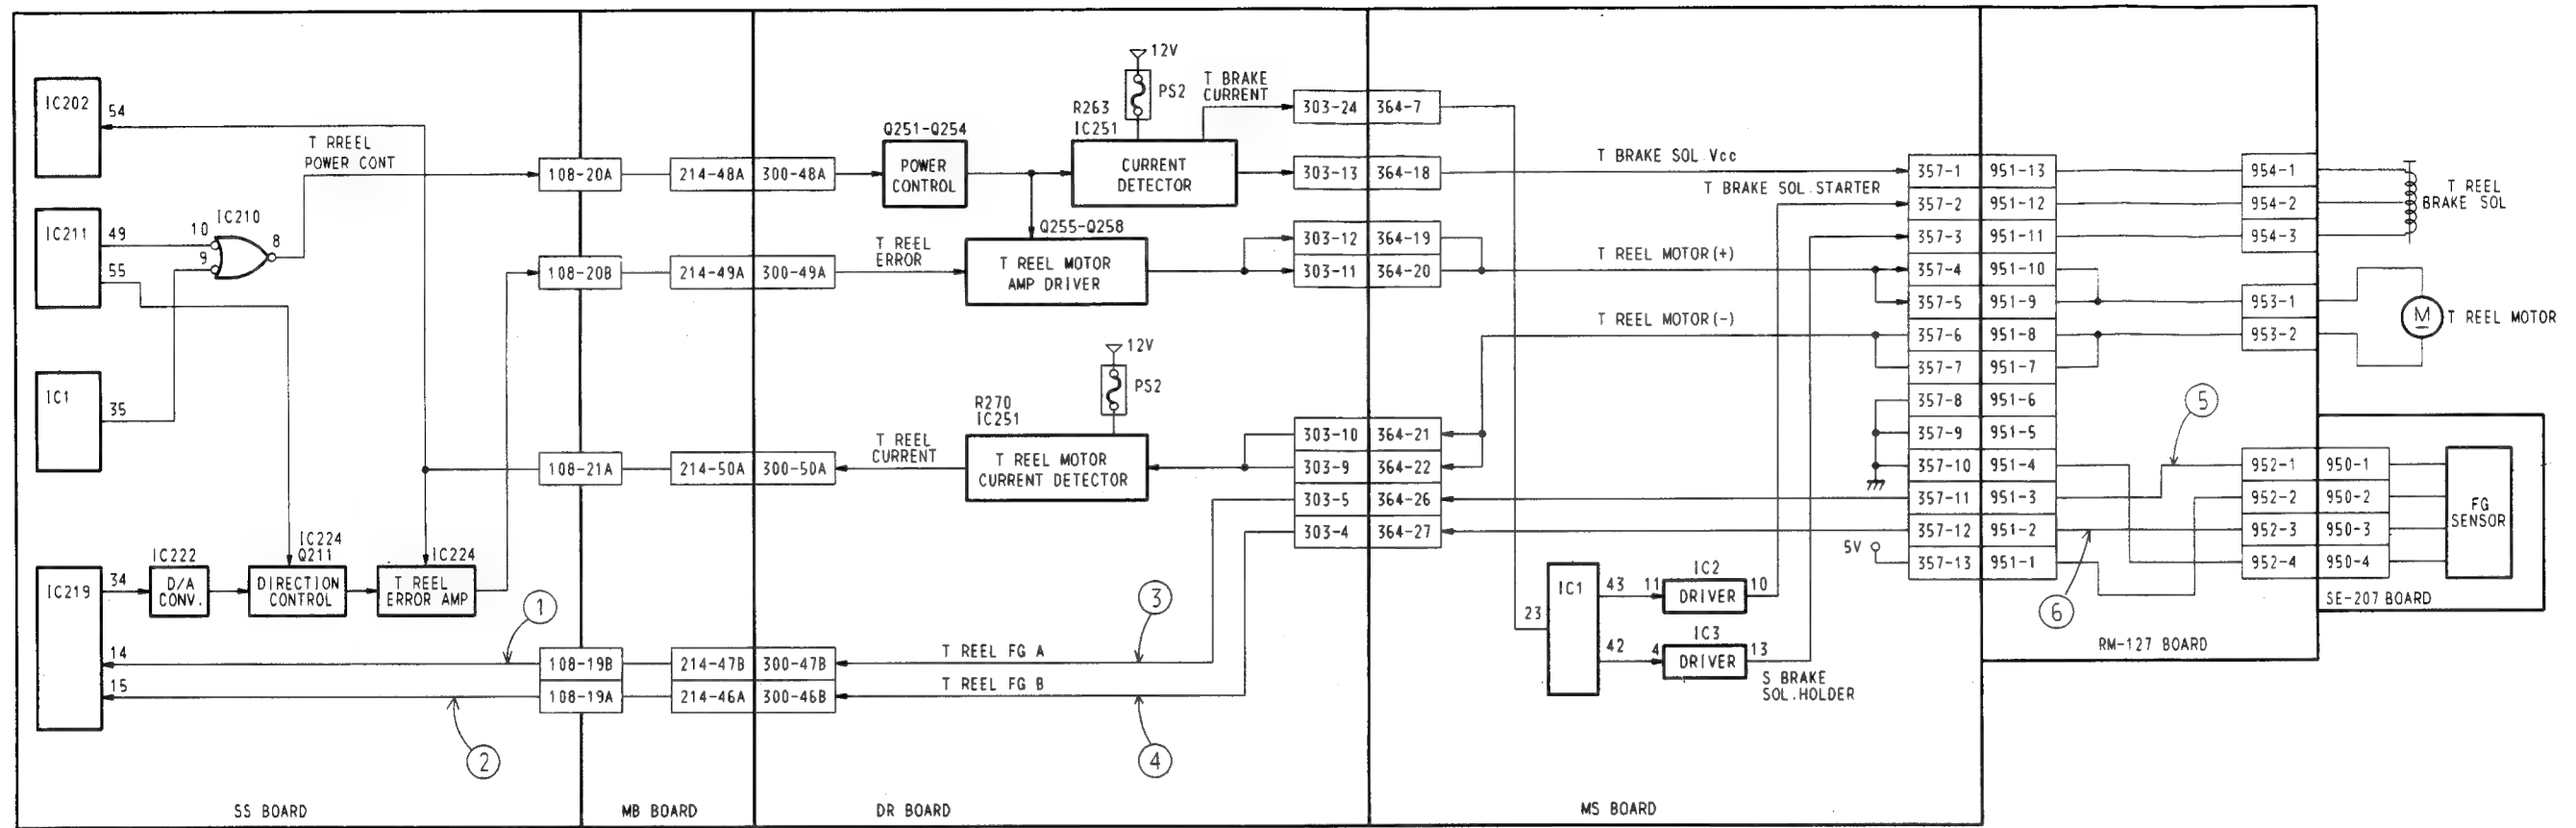 IC202
54
T RREEL
POWER CONT
IC211
49
55
10
9
IC210
8
IC1
35
IC219
34
14
15
IC222
D/A
CONV.
IC224
Q211
DIRECTION
CONTROL
IC224
T REEL
ERROR AMP
1
2
SS BOARD
108-20A
108-20B
108-21A
108-19B
108-19A
MB BOARD
214-48A
300-48A
214-49A
300-49A
214-50A
300-50A
214-47B
300-47B
214-46A
300-46B
Q251-Q254
POWER
CONTROL
12V
PS2
R263
IC251
CURRENT
DETECTOR
T BRAKE
CURRENT
T REEL
ERROR
Q255-Q258
T REEL MOTOR
AMP DRIVER
12V
PS2
R270
IC251
T REEL MOTOR
CURRENT DETECTOR
T REEL
CURRENT
T REEL FG A
T REEL FG B
3
4
DR BOARD
303-24
364-7
303-13
364-18
303-12
364-19
303-11
364-20
303-10
364-21
303-9
364-22
303-5
364-26
303-4
364-27
T BRAKE SOL.Vcc
T BRAKE SOL.STARTER
T REEL MOTOR(+)
T REEL MOTOR(-)
5V
23
IC1
43
42
11
IC2
DRIVER
10
4
IC3
DRIVER
13
S BRAKE
SOL.HOLDER
MS BOARD
357-1
951-13
357-2
951-12
357-3
951-11
357-4
951-10
357-5
951-9
357-6
951-8
357-7
951-7
357-8
951-6
357-9
951-5
357-10
951-4
357-11
951-3
357-12
951-2
357-13
951-1
5
6
RM-127 BOARD
954-1
954-2
954-3
953-1
953-2
952-1
950-1
952-2
950-2
952-3
950-3
952-4
950-4
T REEL
BRAKE SOL
M
T REEL MOTOR
FG
SENSOR
SE-207 BOARD